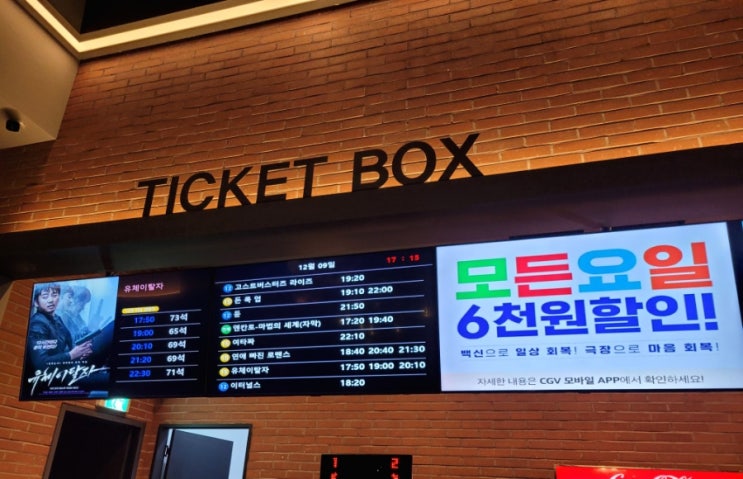 TICKET BOX
유체이탈자
유체이탈자
17:50 73석
19:00 65석
20:10 69석
21:20 69석
22:30 71석
12월 09일 17:15
12 고스트버스터즈 라이즈 19:20
돈 룩 업 19:10 22:00
12 듄 21:50
엔칸토-마법의 세계(자막) 17:20 19:40
여타짜 22:10
연애 빠진 로맨스 18:40 20:40 21:30
유체이탈자 17:50 19:00 20:10
12 이터널스 18:20
모든요일
6천원할인!
백신으로 일상 회복! 극장으로 마음 회복!
자세한 내용은 CGV 모바일 APP에서 확인하세요!
1 2